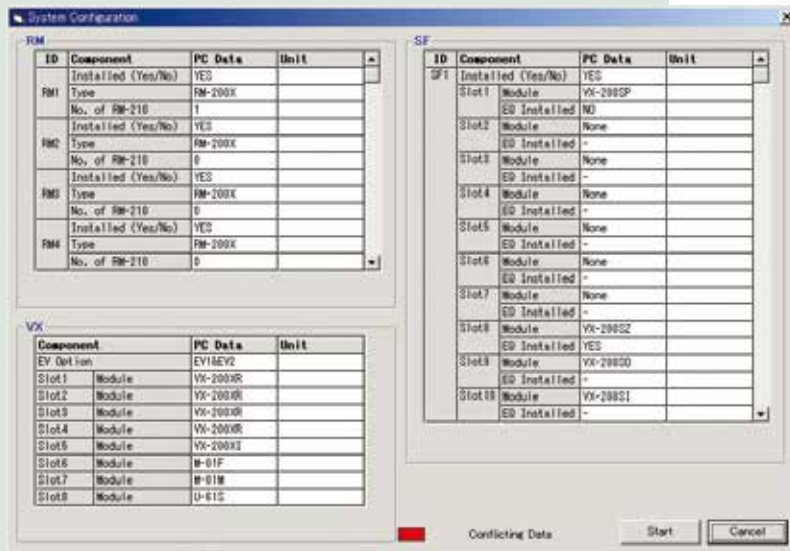 System Configuration
RM
ID Component PC Data Unit
RM1 Installed (Yes/No) YES
Type RM-200X
No. of RM-210 1
RM2 Installed (Yes/No) YES
Type RM-200X
No. of RM-210 0
RM3 Installed (Yes/No) YES
Type RM-200X
No. of RM-210 0
RM4 Installed (Yes/No) YES
Type RM-200X
No. of RM-210 0
VX
Component PC Data Unit
EV Option EV1&EV2
Slot1 Module VX-200XR
Slot2 Module VX-200XR
Slot3 Module VX-200XR
Slot4 Module VX-200XR
Slot5 Module VX-200XI
Slot6 Module M-01F
Slot7 Module M-01M
Slot8 Module U-61S
SF
ID Component PC Data Unit
SF1 Installed (Yes/No) YES
Slot1 Module VX-200SP
EQ Installed NO
Slot2 Module None
EQ Installed -
Slot3 Module None
EQ Installed -
Slot4 Module None
EQ Installed -
Slot5 Module None
EQ Installed -
Slot6 Module None
EQ Installed -
Slot7 Module None
EQ Installed -
Slot8 Module VX-200SZ
EQ Installed YES
Slot9 Module VX-200SO
EQ Installed -
Slot10 Module VX-200SI
EQ Installed -
Conflicting Data
Start
Cancel